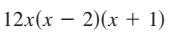 12x(x − 2)(x + 1)